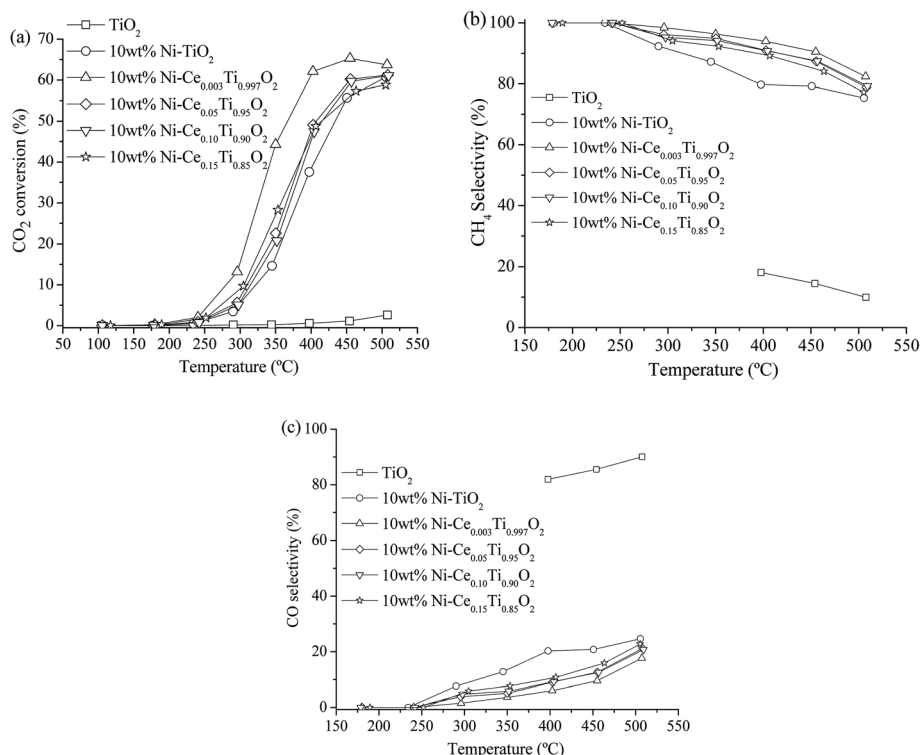 (a)
TiO2
10wt% Ni-TiO2
10wt% Ni-Ce0.003Ti0.997O2
10wt% Ni-Ce0.05Ti0.95O2
10wt% Ni-Ce0.10Ti0.90O2
10wt% Ni-Ce0.15Ti0.85O2
CO2 conversion (%)
70
60
50
40
30
20
10
0
50 100 150 200 250 300 350 400 450 500 550
Temperature (ºC)
(b)
TiO2
10wt% Ni-TiO2
10wt% Ni-Ce0.003Ti0.997O2
10wt% Ni-Ce0.05Ti0.95O2
10wt% Ni-Ce0.10Ti0.90O2
10wt% Ni-Ce0.15Ti0.85O2
CH4 Selectivity (%)
100
80
60
40
20
0
150 200 250 300 350 400 450 500 550
Temperature (ºC)
(c)
TiO2
10wt% Ni-TiO2
10wt% Ni-Ce0.003Ti0.997O2
10wt% Ni-Ce0.05Ti0.95O2
10wt% Ni-Ce0.10Ti0.90O2
10wt% Ni-Ce0.15Ti0.85O2
CO selectivity (%)
100
80
60
40
20
0
150 200 250 300 350 400 450 500 550
Temperature (ºC)